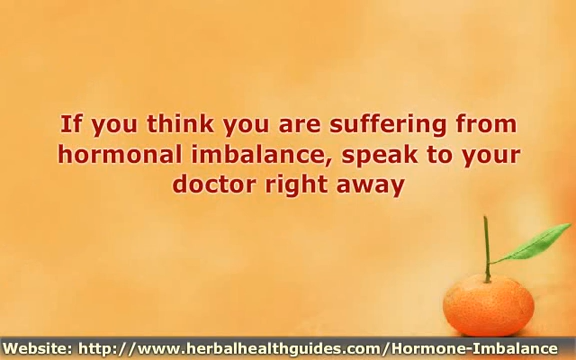 If you think you are suffering from
hormonal imbalance, speak to your
doctor right away
Website: http://www.herbalhealthguides.com/Hormone-Imbalance